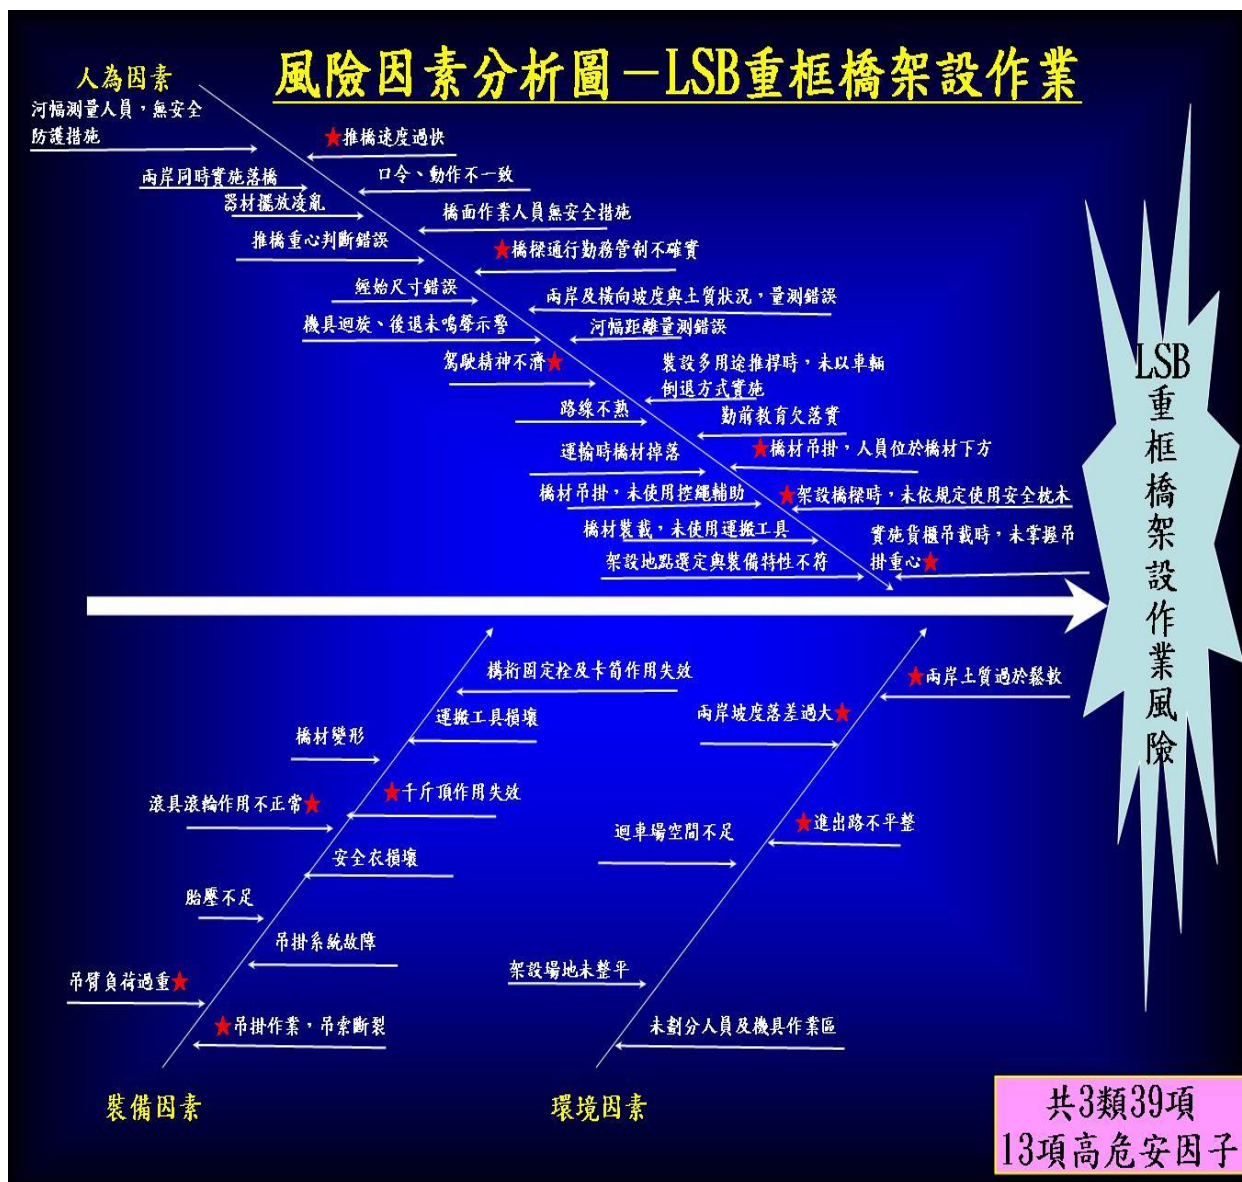 風險因素分析圖－LSB重框橋架設作業
人為因素
河幅測量人員，無安全
防護措施
★推橋速度過快
兩岸同時實施落橋
口令、動作不一致
器材擺放凌亂
橋面作業人員無安全措施
推橋重心判斷錯誤
★橋樑通行勤務管制不確實
經始尺寸錯誤
兩岸及橫向坡度與土質狀況，量測錯誤
機具迴旋、後退未鳴聲示警
河幅距離量測錯誤
駕駛精神不濟★
裝設多用途推桿時，未以車輛
倒退方式實施
路線不熟
勤前教育欠落實
運輸時橋材掉落
★橋材吊掛，人員位於橋材下方
橋材吊掛，未使用控繩輔助
★架設橋樑時，未依規定使用安全枕木
橋材裝載，未使用運搬工具
實施貨櫃吊載時，未掌握吊
掛重心★
架設地點選定與裝備特性不符
LSB重框橋架設作業風險
構桁固定栓及卡筍作用失效
運搬工具損壞
橋材變形
★千斤頂作用失效
滾具滾輪作用不正常★
安全衣損壞
胎壓不足
吊掛系統故障
吊臂負荷過重★
★吊掛作業，吊索斷裂
裝備因素
★兩岸土質過於鬆軟
兩岸坡度落差過大★
★進出路不平整
迴車場空間不足
架設場地未整平
未劃分人員及機具作業區
環境因素
共3類39項
13項高危安因子